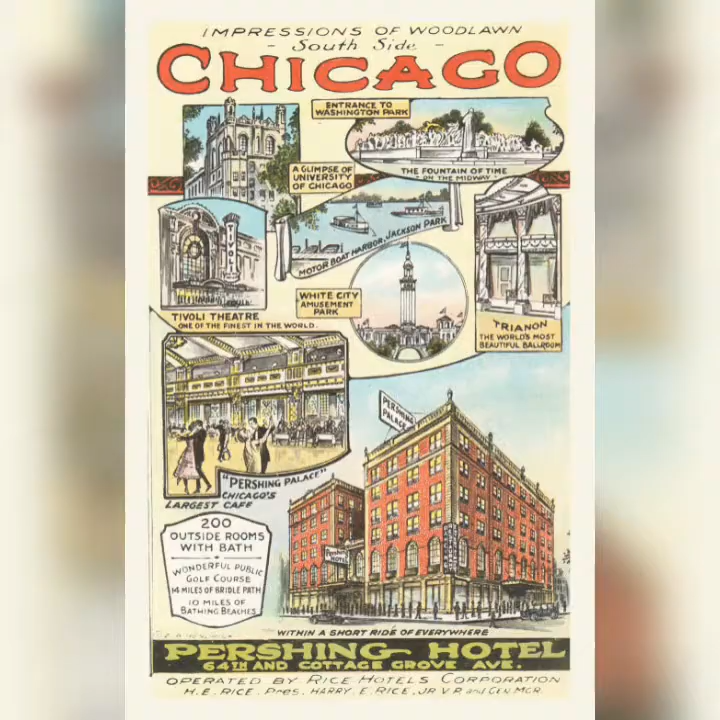 IMPRESSIONS OF WOODLAWN
- South Side -
CHICAGO
ENTRANCE TO
WASHINGTON PARK
A GLIMPSE OF
UNIVERSITY
OF CHICAGO
THE FOUNTAIN OF TIME
- ON THE MIDWAY -
MOTOR BOAT HARBOR, JACKSON PARK
TIVOLI
TIVOLI THEATRE
ONE OF THE FINEST IN THE WORLD.
WHITE CITY
AMUSEMENT
PARK
TRIANON
THE WORLD'S MOST
BEAUTIFUL BALLROOM
PERSHING
PALACE
"PERSHING PALACE"
CHICAGO'S
LARGEST CAFE
200
OUTSIDE ROOMS
WITH BATH
WONDERFUL PUBLIC
GOLF COURSE
14 MILES OF BRIDLE PATH
10 MILES OF
BATHING BEACHES
Pershing
HOTEL
WITHIN A SHORT RIDE OF EVERYWHERE
PERSHING HOTEL
64TH AND COTTAGE GROVE AVE.
OPERATED BY RICE HOTELS CORPORATION
H. E. RICE. Pres. HARRY. E. RICE, JR V.P. and GEN. MGR.